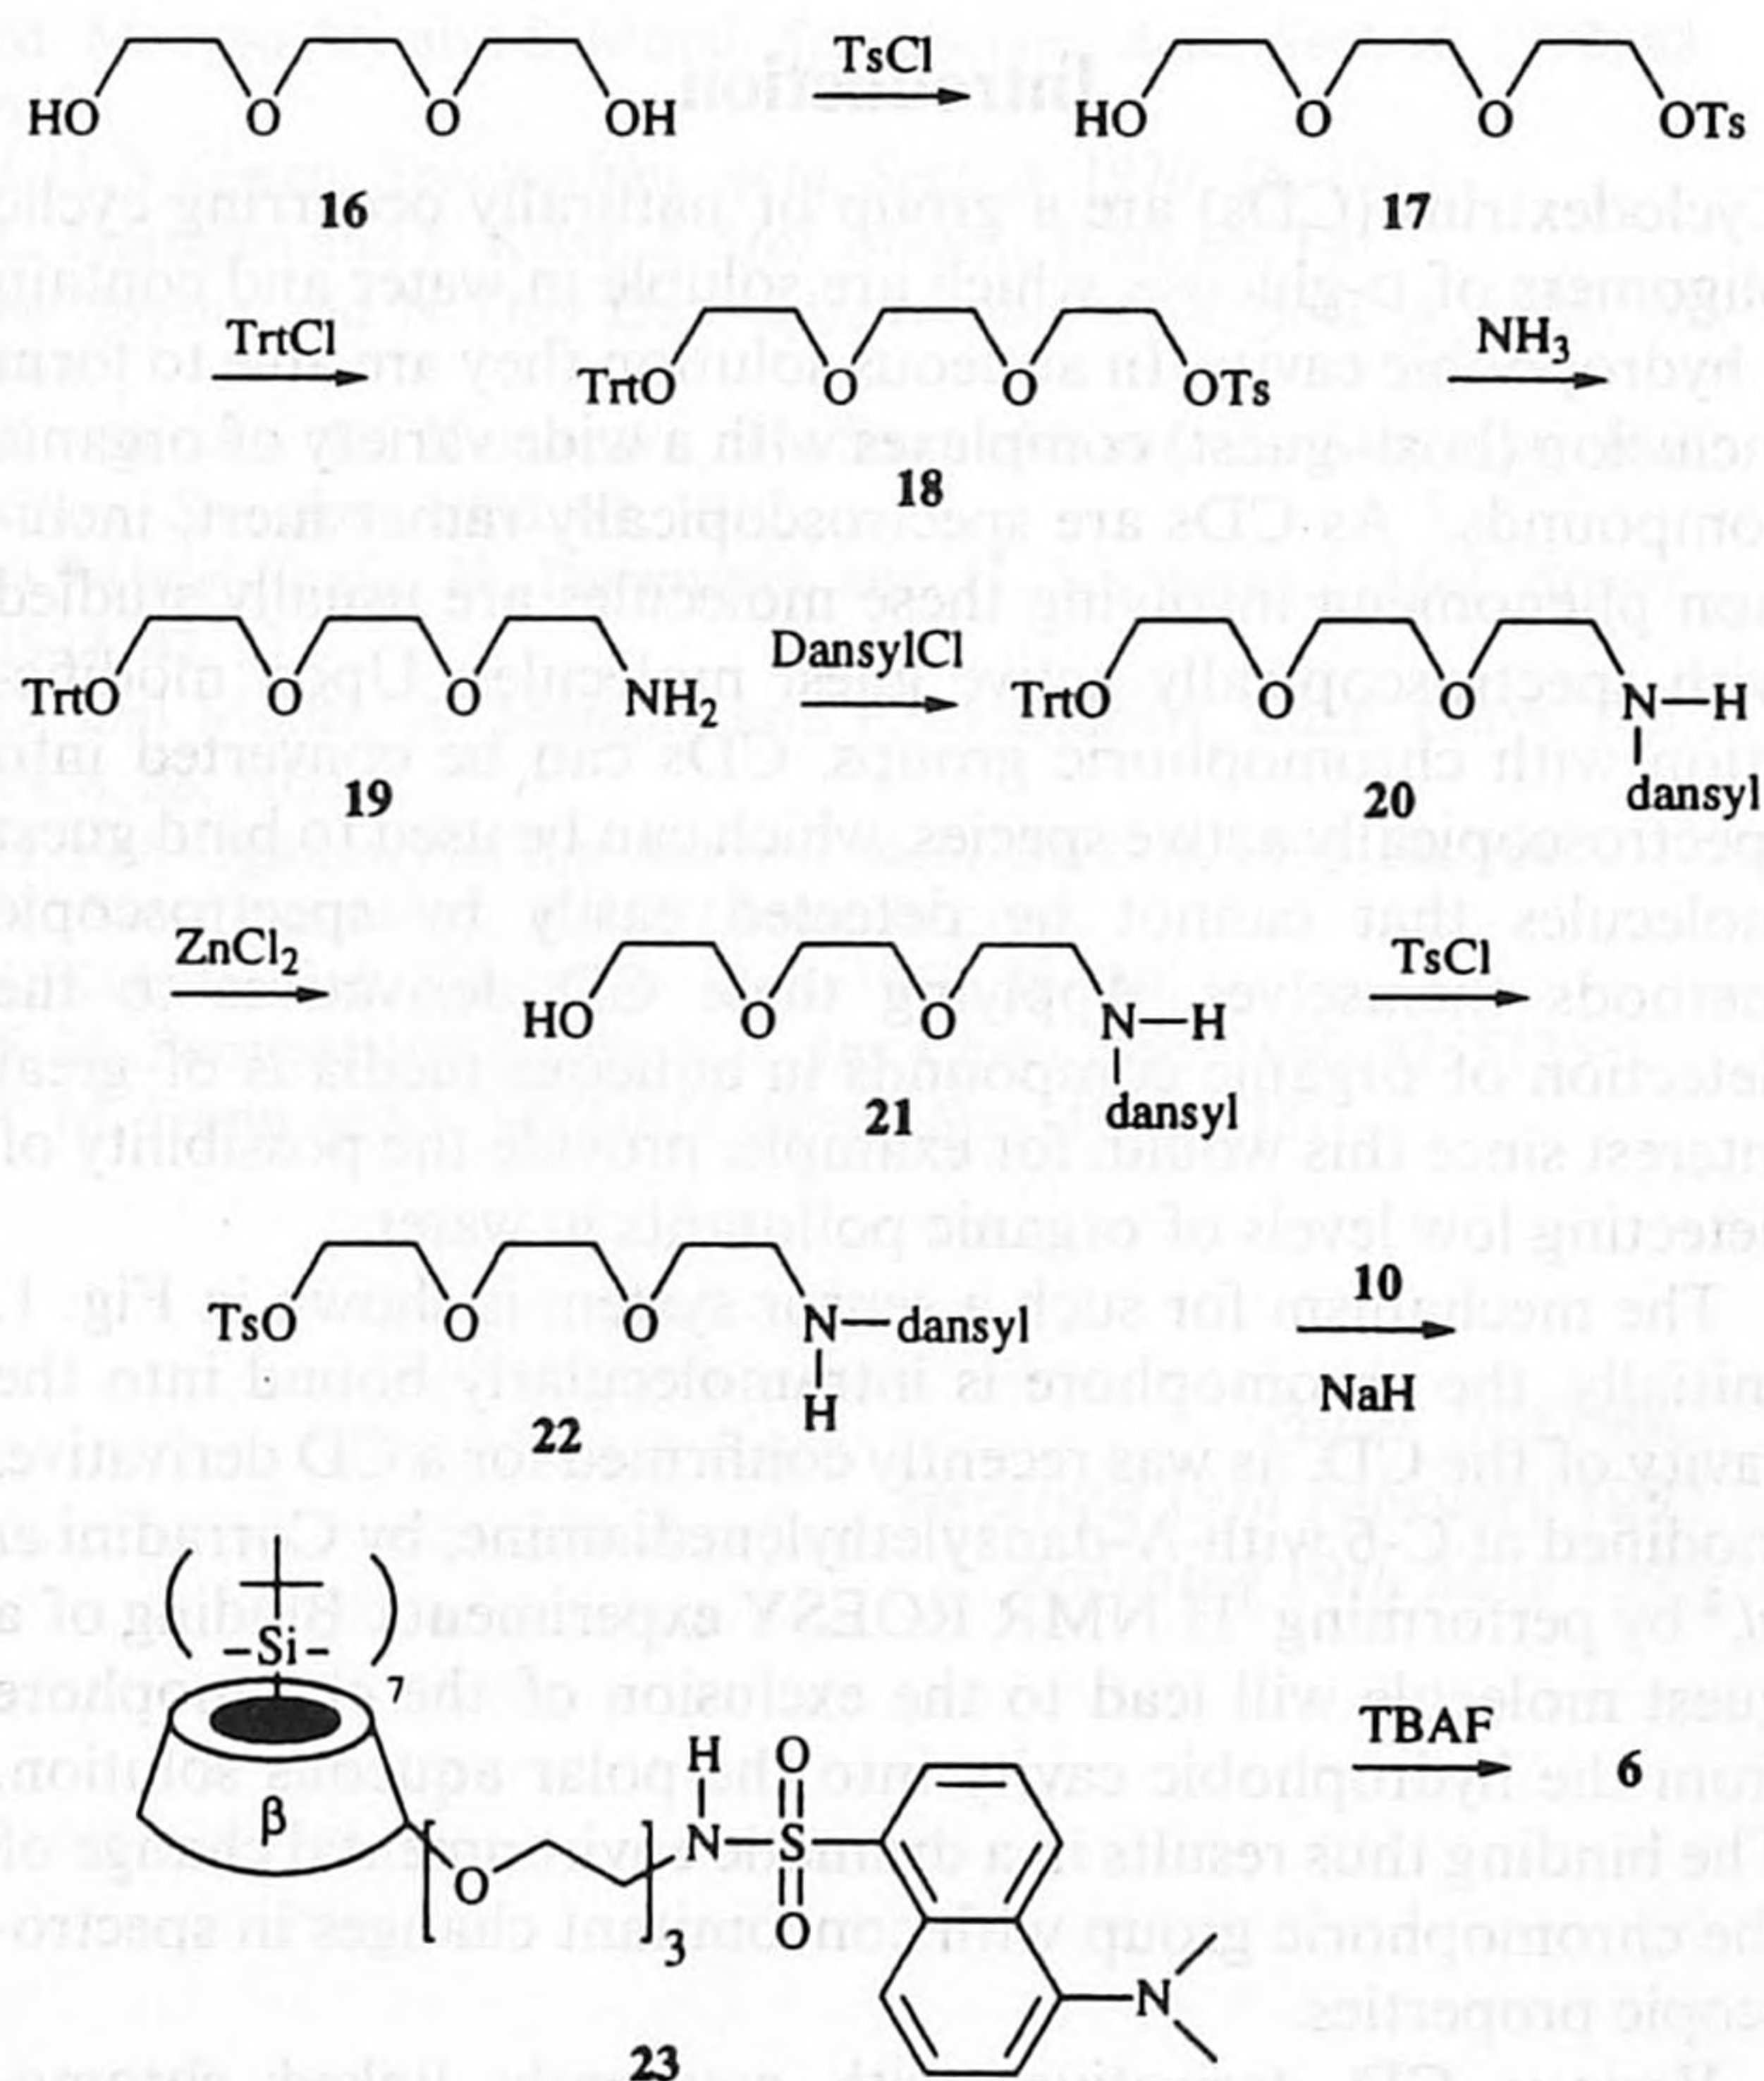 HO O O OH TsCl HO O O OTs
16 17
TrtCl TrtO O O OTs NH3
18
TrtO O O NH2 DansylCl TrtO O O N—H
dansyl
19 20
ZnCl2 HO O O N—H TsCl
dansyl
21
TsO O O N—dansyl 10
H NaH
22
( –Si– )7
β [ O ]3 H N S O O N TBAF 6
23